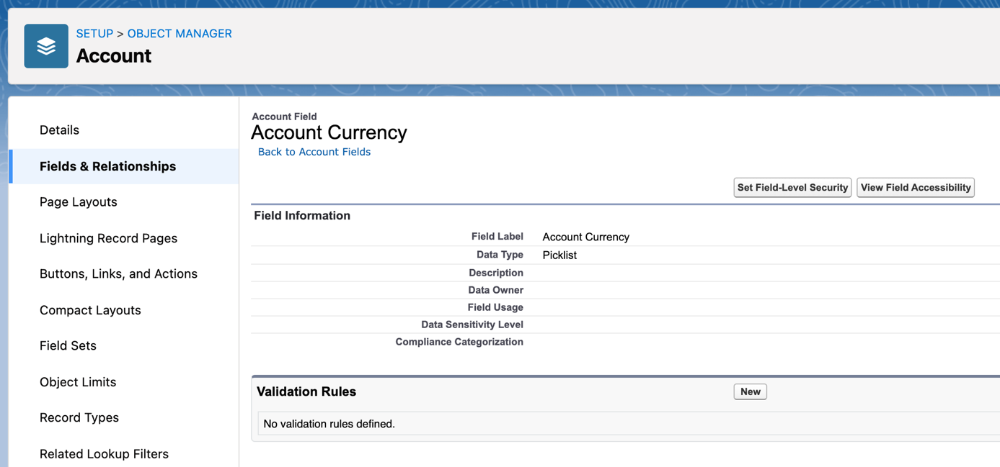 SETUP > OBJECT MANAGER
Account
Details
Fields & Relationships
Page Layouts
Lightning Record Pages
Buttons, Links, and Actions
Compact Layouts
Field Sets
Object Limits
Record Types
Related Lookup Filters
Account Field
Account Currency
Back to Account Fields
Set Field-Level Security View Field Accessibility
Field Information
Field Label Account Currency
Data Type Picklist
Description
Data Owner
Field Usage
Data Sensitivity Level
Compliance Categorization
Validation Rules New
No validation rules defined.